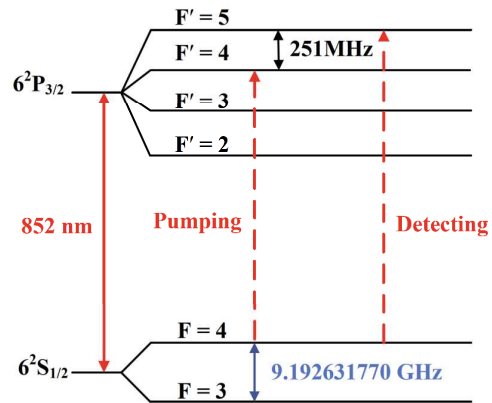 F' = 5
251MHz
F' = 4
6²P₃/₂
F' = 3
F' = 2
852 nm
Pumping
Detecting
F = 4
6²S₁/₂
9.192631770 GHz
F = 3